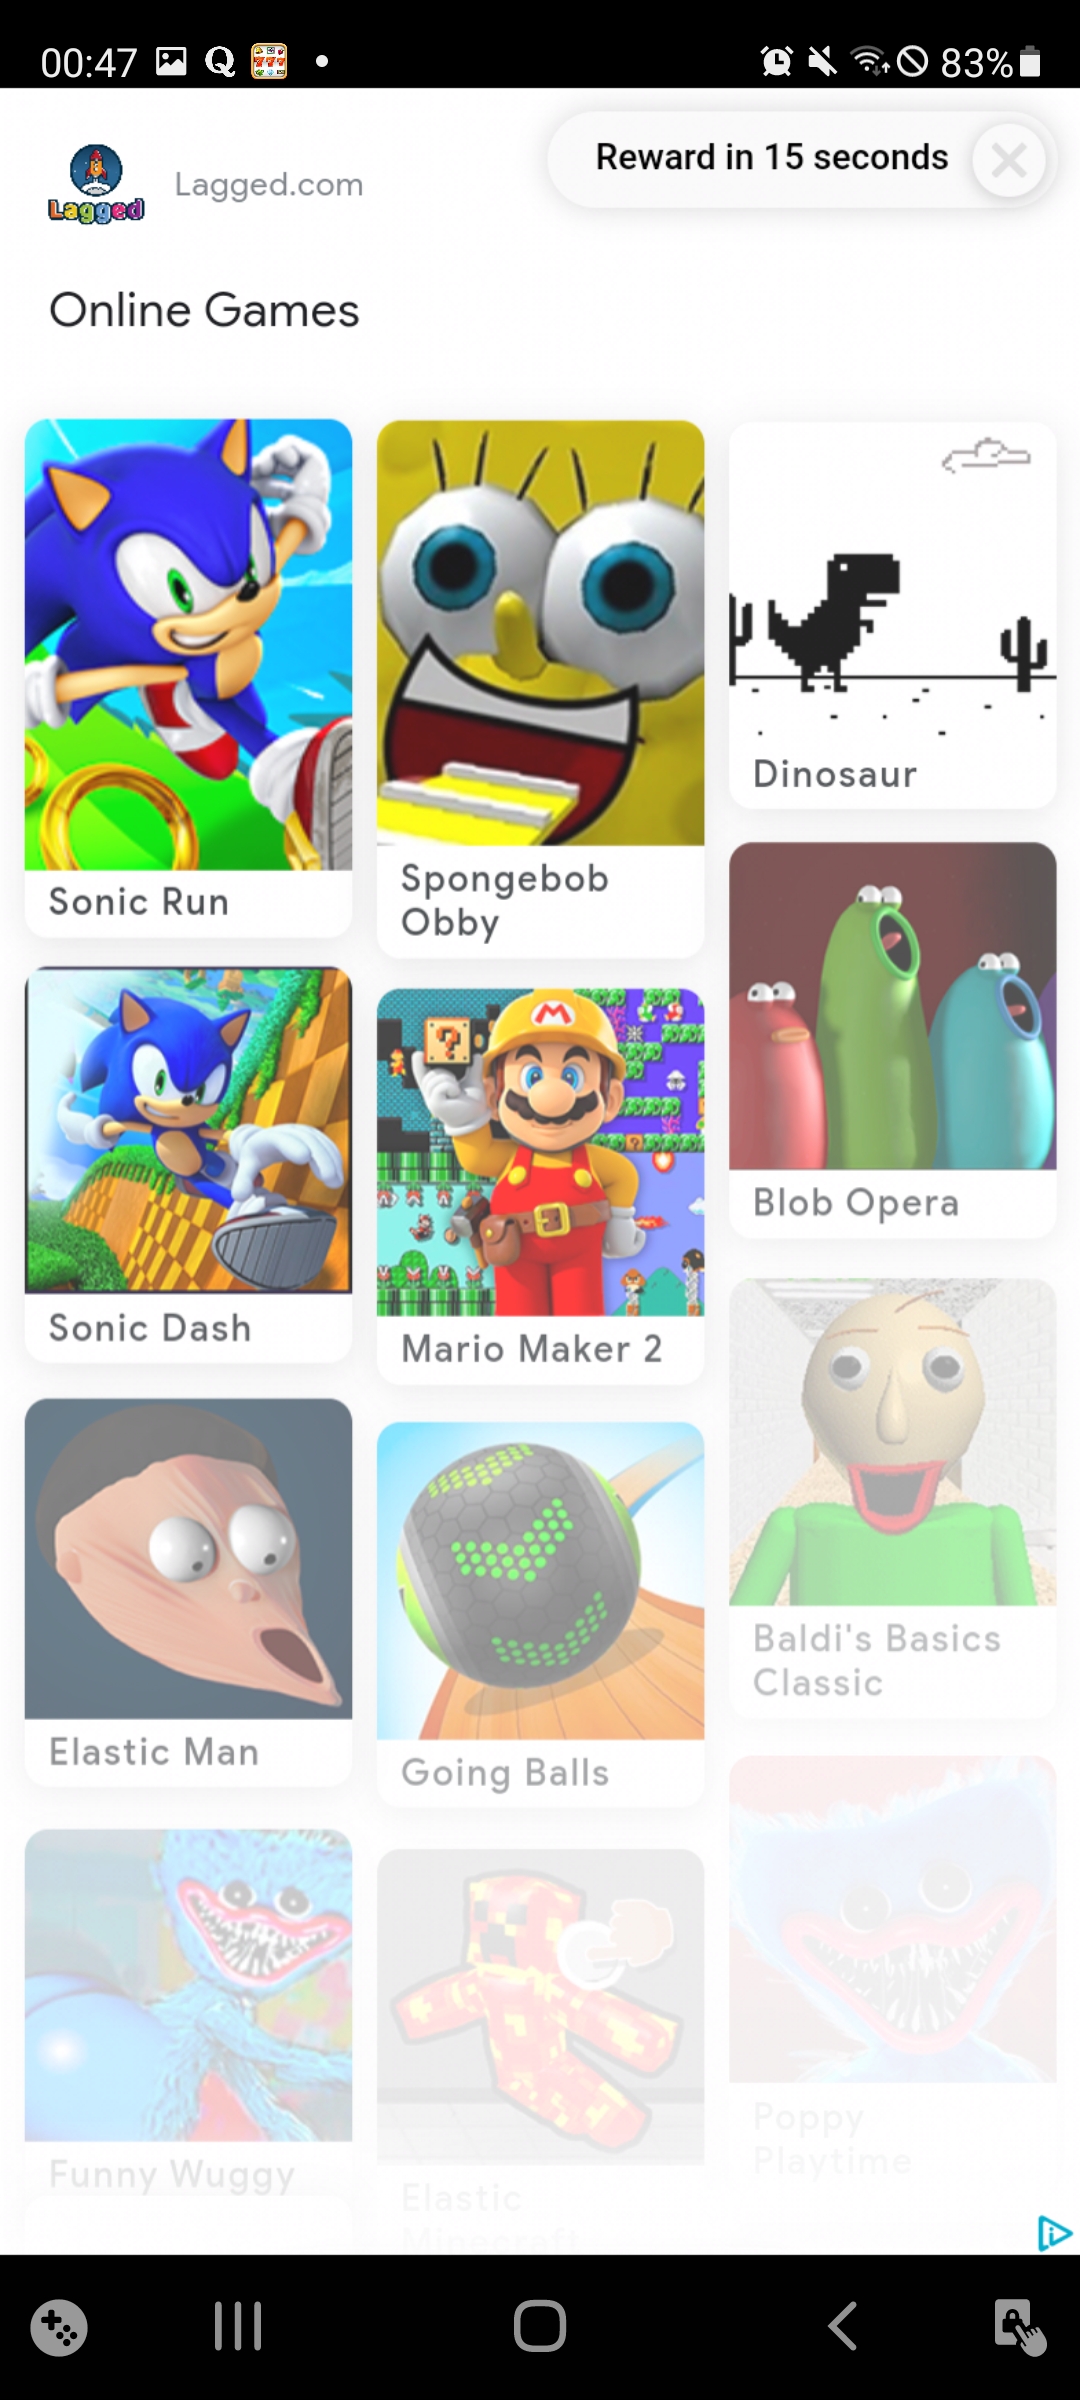 00:47
83%
Reward in 15 seconds
Lagged
Lagged.com
Online Games
Sonic Run
Spongebob
Obby
Dinosaur
Sonic Dash
Mario Maker 2
Blob Opera
Elastic Man
Going Balls
Baldi's Basics
Classic
Funny Wuggy
Elastic
Minecraft
Poppy
Playtime